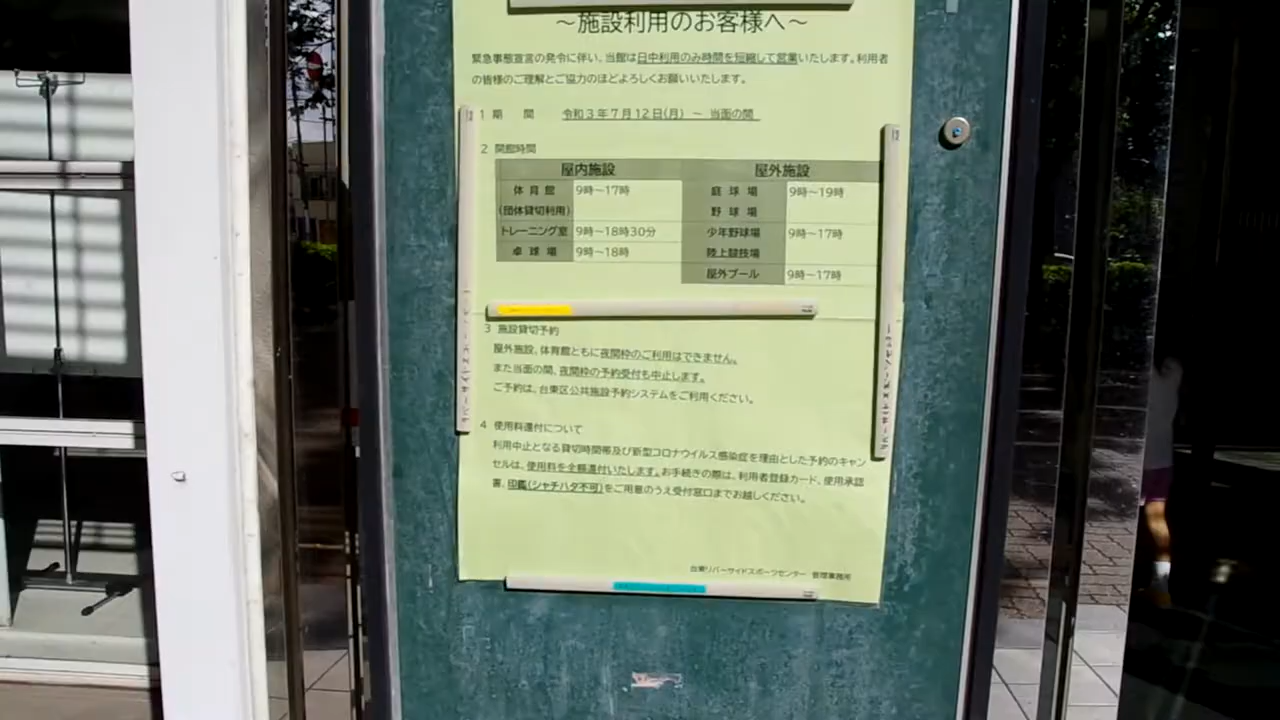 ～施設利用のお客様へ～
緊急事態宣言の発令に伴い、当館は日中利用のみ時間を短縮して営業いたします。利用者
の皆様のご理解とご協力のほどよろしくお願いいたします。
1 期　間　令和３年７月１２日(月) ～ 当面の間
2 開館時間
屋内施設　屋外施設
体育館 9時～17時　庭球場 9時～19時
(団体貸切利用)　野球場
トレーニング室 9時～18時30分　少年野球場 9時～17時
卓球場 9時～18時　陸上競技場
屋外プール 9時～17時
3 施設貸切予約
屋外施設、体育館ともに夜間枠のご利用はできません。
また当面の間、夜間枠の予約受付も中止します。
ご予約は、台東区公共施設予約システムをご利用ください。
4 使用料還付について
利用中止となる貸切時間帯及び新型コロナウイルス感染症を理由とした予約のキャン
セルは、使用料を全額還付いたします。お手続きの際は、利用者登録カード、使用承認
書、印鑑(シャチハタ不可)をご用意のうえ受付窓口までお越しください。
台東リバーサイドスポーツセンター 管理事務所